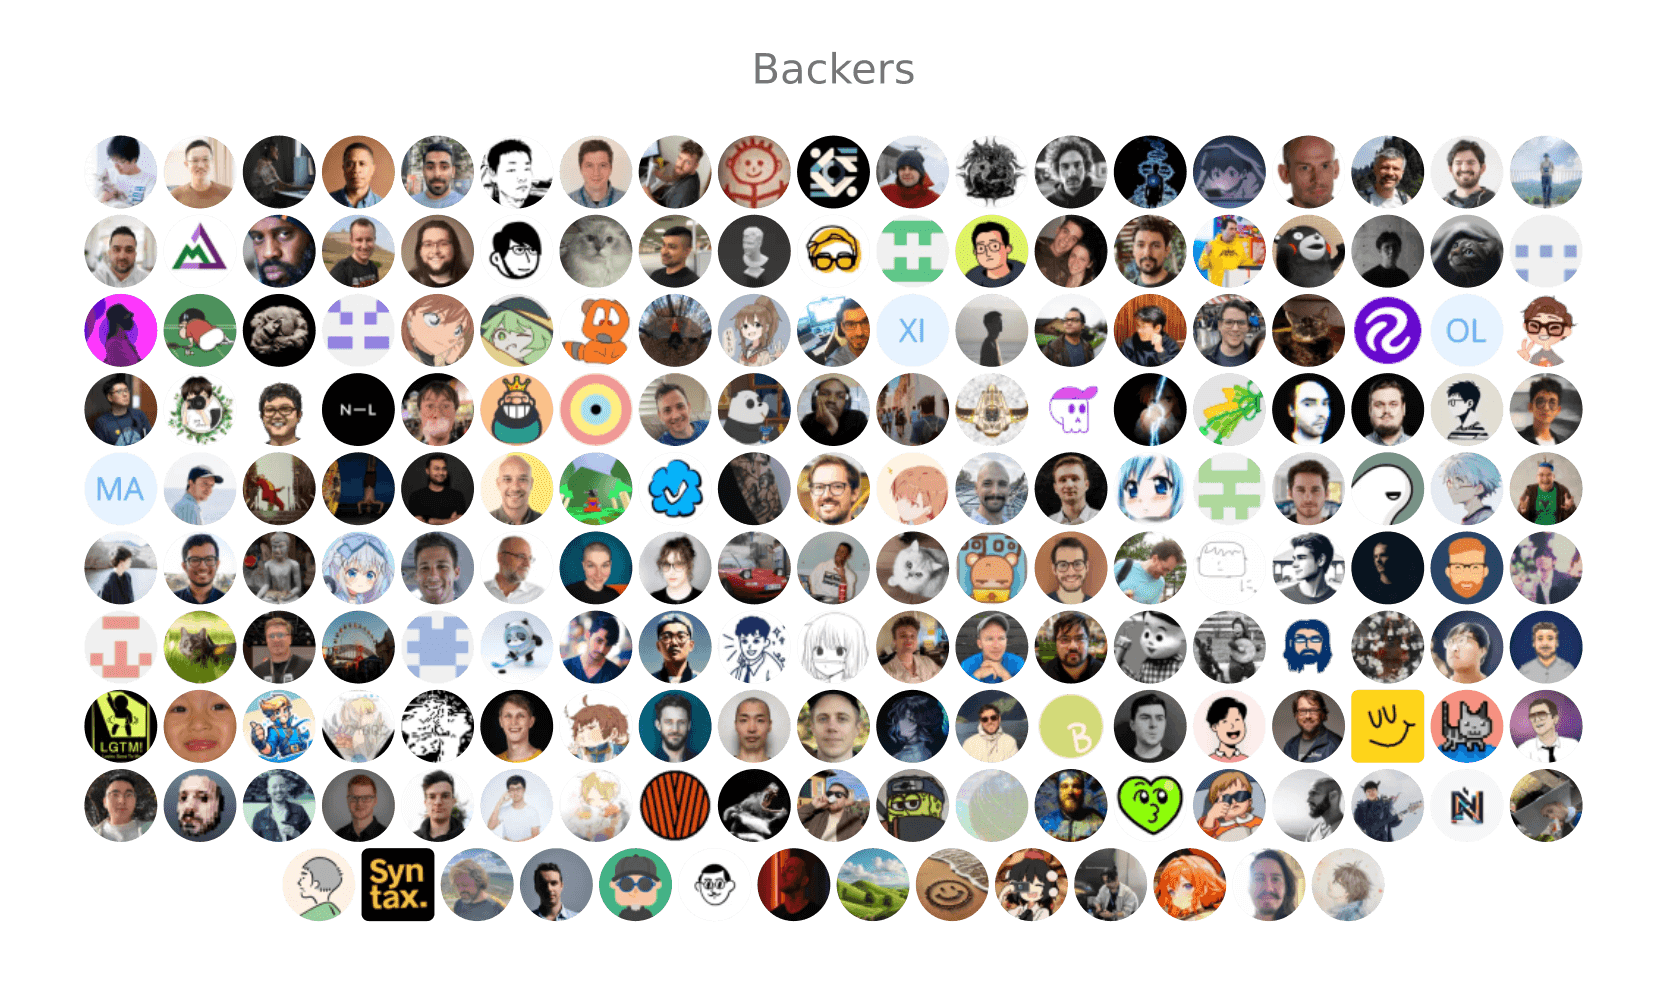 Backers
XI
OL
N—L
MA
LGTM!
B
Syn
tax.